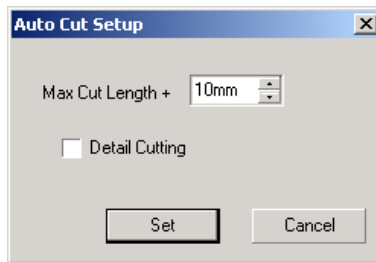 Auto Cut Setup
Max Cut Length + 10mm
Detail Cutting
Set Cancel